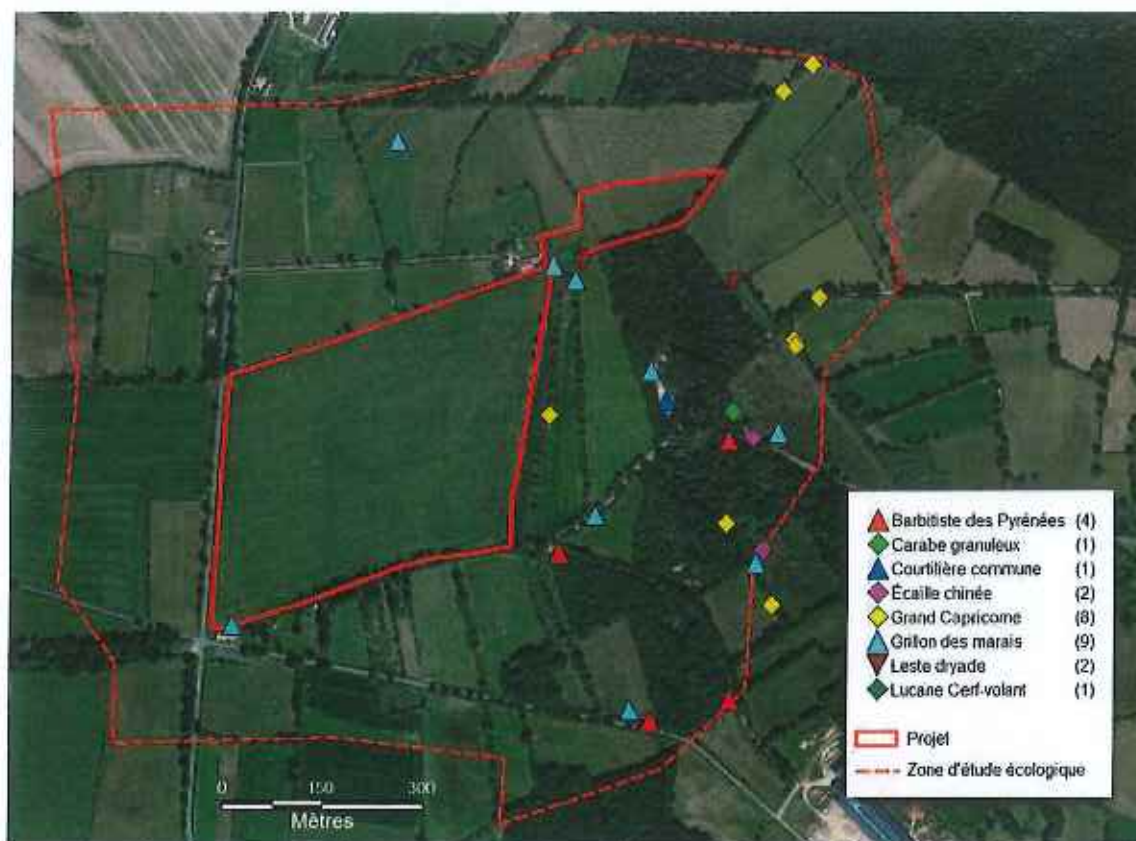 Barbitiste des Pyrénées (4)
Carabe granuleux (1)
Courtilière commune (1)
Écaille chinée (2)
Grand Capricorne (8)
Grillon des marais (9)
Leste dryade (2)
Lucane Cerf-volant (1)
Projet
Zone d'étude écologique
0 150 300
Mètres